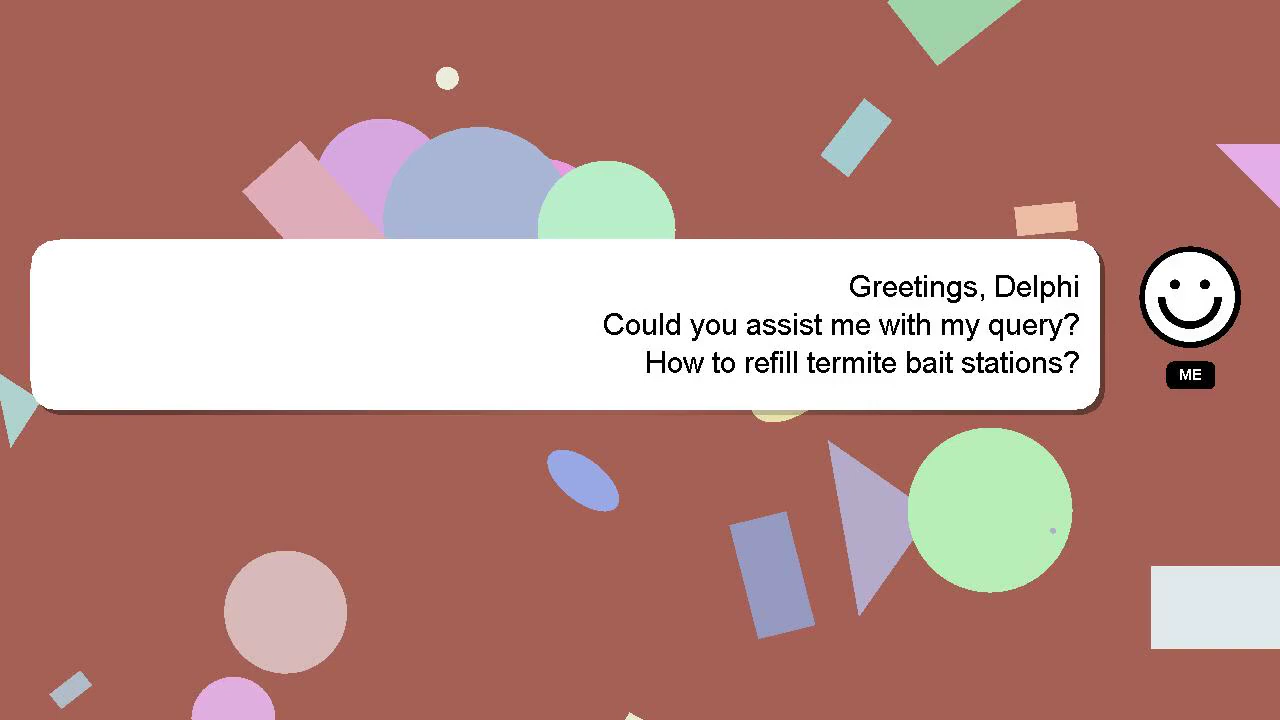 Greetings, Delphi
Could you assist me with my query?
How to refill termite bait stations?
ME